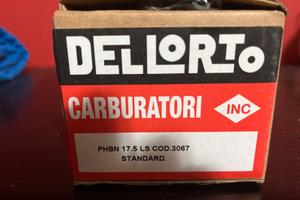 DELLORTO
CARBURATORI INC
PHBN 17.5 LS COD.3067
STANDARD.